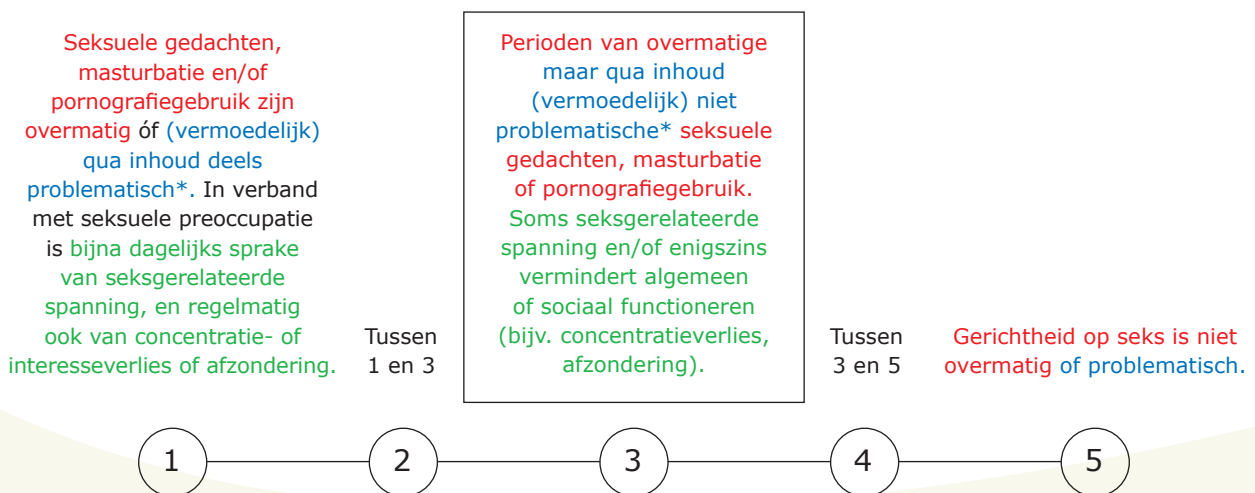 Seksuele gedachten,
masturbatie en/of
pornografiegebruik zijn
overmatig óf (vermoedelijk)
qua inhoud deels
problematisch*. In verband
met seksuele preoccupatie
is bijna dagelijks sprake
van seksgerelateerde
spanning, en regelmatig
ook van concentratie- of
interesseverlies of afzondering.
Tussen
1 en 3
Perioden van overmatige
maar qua inhoud
(vermoedelijk) niet
problematische* seksuele
gedachten, masturbatie
of pornografiegebruik.
Soms seksgerelateerde
spanning en/of enigszins
vermindert algemeen
of sociaal functioneren
(bijv. concentratieverlies,
afzondering).
Tussen
3 en 5
Gerichtheid op seks is niet
overmatig of problematisch.
1 2 3 4 5